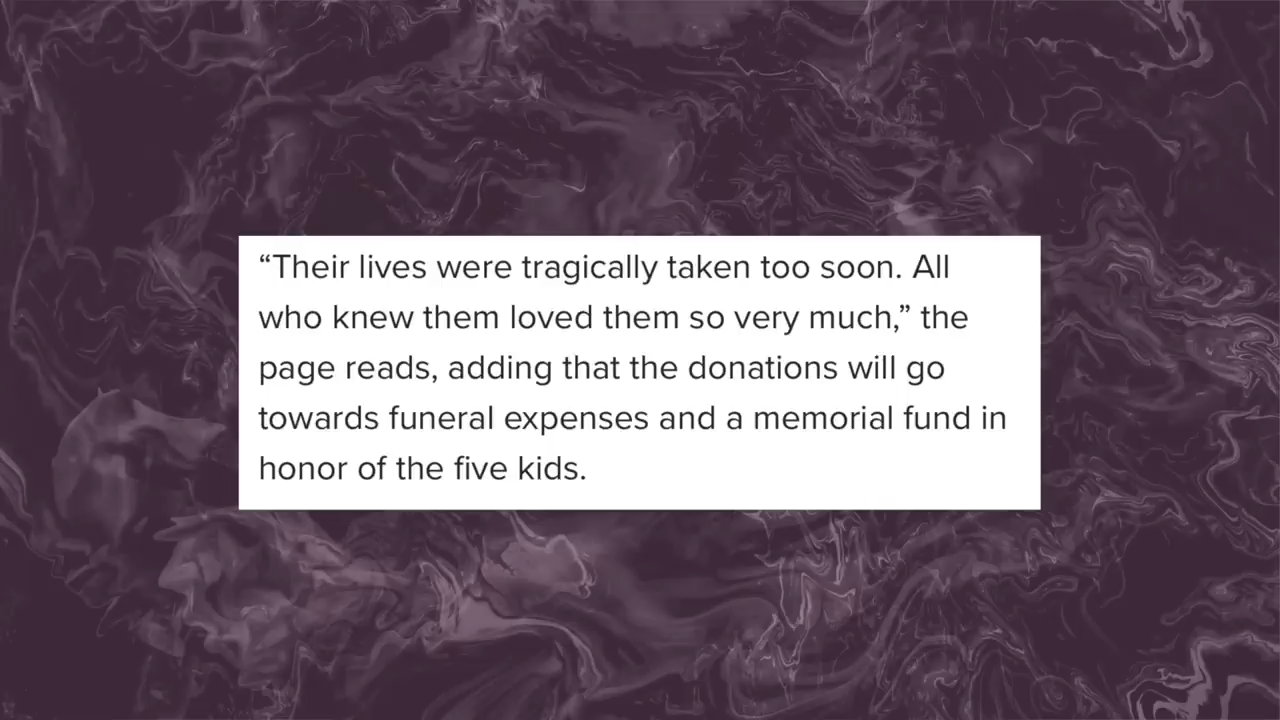 “Their lives were tragically taken too soon. All
who knew them loved them so very much,” the
page reads, adding that the donations will go
towards funeral expenses and a memorial fund in
honor of the five kids.